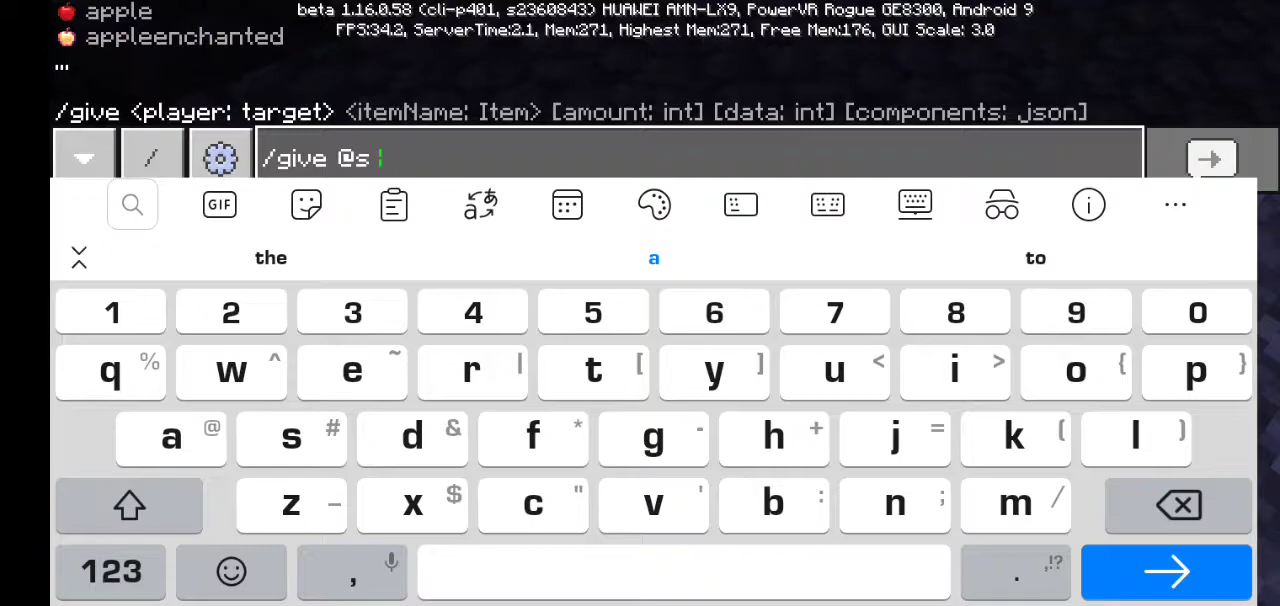 apple
beta 1.16.0.58 (cli-p401, s2360843) HUAWEI AMN-LX9, PowerVR Rogue GE8300, Android 9
appleenchanted
FPS:34.2, ServerTime:2.1, Mem:271, Highest Mem:271, Free Mem:176, GUI Scale: 3.0
...
/give <player: target> <itemName: Item> [amount: int] [data: int] [components: .json]
/ /give @s
GIF aあ ...
the a to
1 2 3 4 5 6 7 8 9 0
q % w ^ e ~ r | t [ y ] u < i > o { p }
a @ s # d & f * g - h + j = k ( l )
z _ x $ c " v ' b : n ; m /
123 , . ,!?